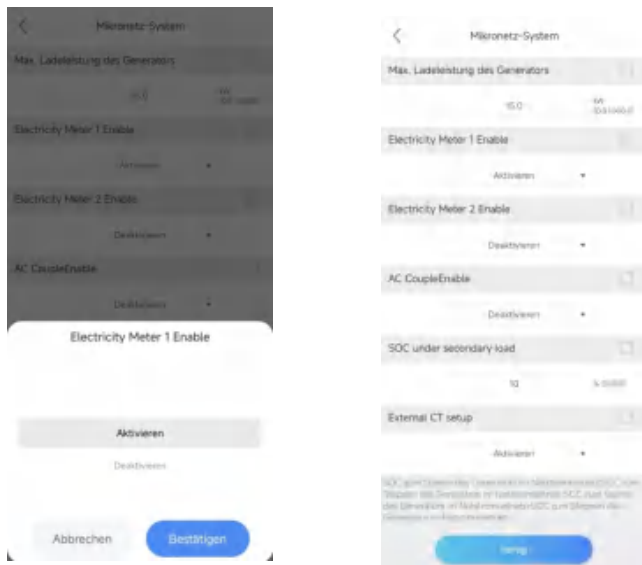 Mikronetz-System
Max. Ladeleistung des Generators
15.0
kW
Electricity Meter 1 Enable
Aktivieren
Electricity Meter 2 Enable
Deaktivieren
AC CoupleEnable
Deaktivieren
Electricity Meter 1 Enable
Aktivieren
Deaktivieren
Abbrechen
Bestätigen
Mikronetz-System
Max. Ladeleistung des Generators
15.0
kW
Electricity Meter 1 Enable
Aktivieren
Electricity Meter 2 Enable
Deaktivieren
AC CoupleEnable
Deaktivieren
SOC under secondary load
10
%
External CT setup
Aktivieren